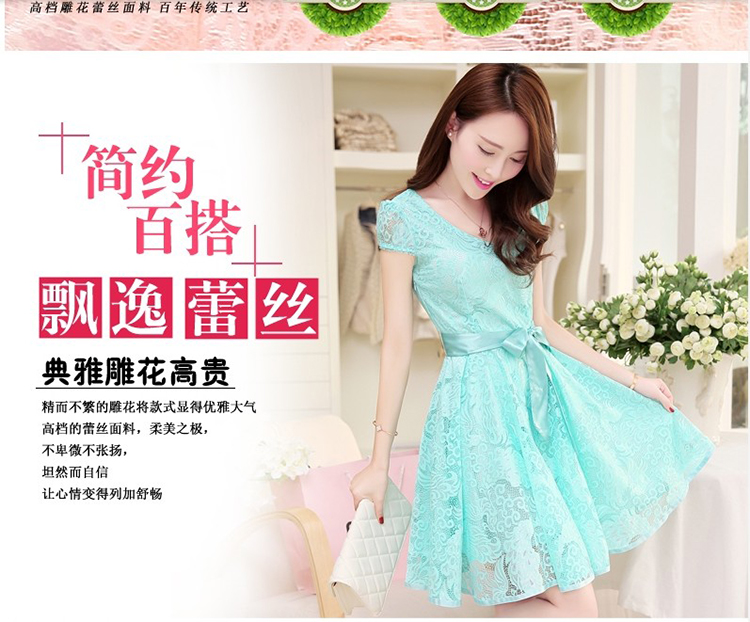 高档雕花蕾丝面料 百年传统工艺
简约
百搭
飘逸蕾丝
典雅雕花高贵
精而不繁的雕花将款式显得优雅大气
高档的蕾丝面料，柔美之极，
不卑微不张扬，
坦然而自信
让心情变得列加舒畅